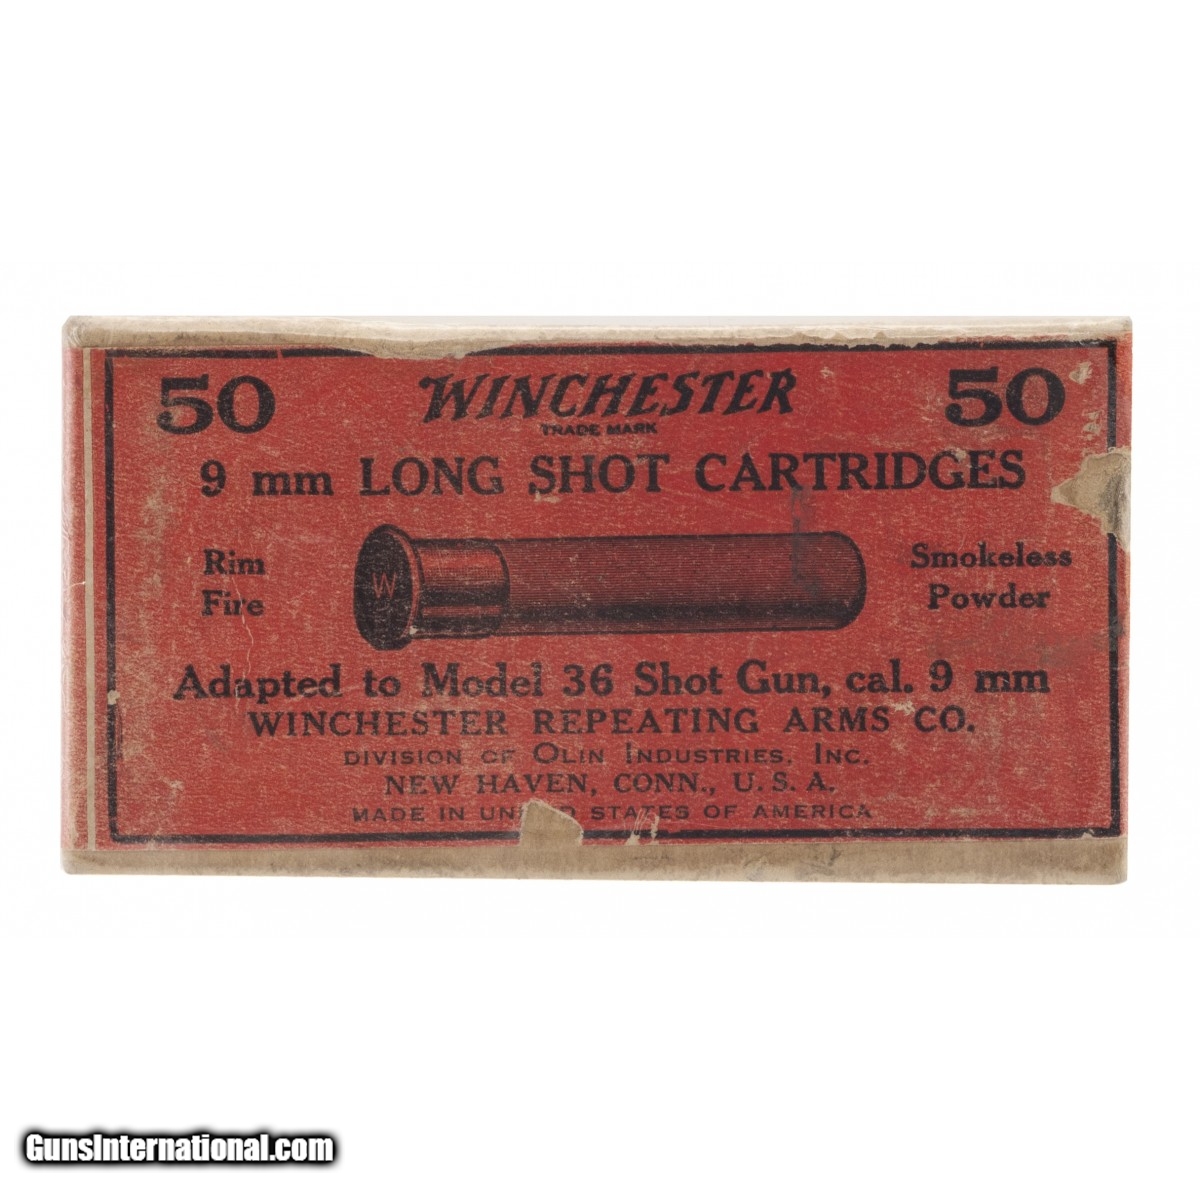 50 WINCHESTER 50
TRADE MARK
9 mm LONG SHOT CARTRIDGES
Rim
Fire
W
Smokeless
Powder
Adapted to Model 36 Shot Gun, cal. 9 mm
WINCHESTER REPEATING ARMS CO.
DIVISION OF OLIN INDUSTRIES, INC.
NEW HAVEN, CONN., U.S.A.
MADE IN STATES OF AMERICA
GunsInternational.com